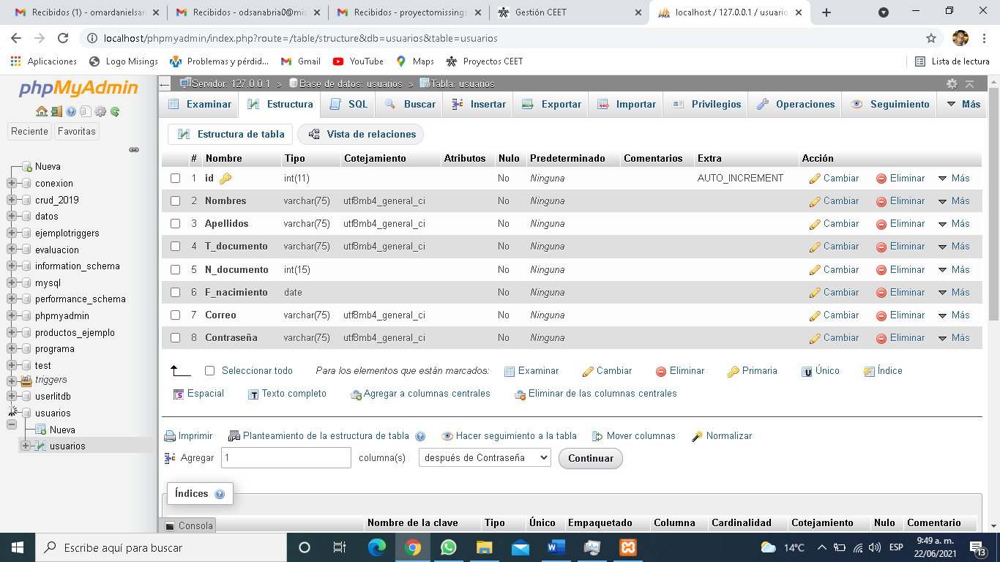 Recibidos (1) - omardanielsan
Recibidos - odsanabria0@mis
Recibidos - proyectomissings
Gestión CEET
localhost / 127.0.0.1 / usuario
localhost/phpmyadmin/index.php?route=/table/structure&db=usuarios&table=usuarios
Aplicaciones Logo Misings Problemas y pérdid... Gmail YouTube Maps Proyectos CEET Lista de lectura
phpMyAdmin
Reciente Favoritas
Nueva
conexion
crud_2019
datos
ejemplotriggers
evaluacion
information_schema
mysql
performance_schema
phpmyadmin
productos_ejemplo
programa
test
triggers
userlitdb
usuarios
Nueva
usuarios
Servidor: 127.0.0.1 » Base de datos: usuarios » Tabla: usuarios
Examinar Estructura SQL Buscar Insertar Exportar Importar Privilegios Operaciones Seguimiento Más
Estructura de tabla Vista de relaciones
# Nombre Tipo Cotejamiento Atributos Nulo Predeterminado Comentarios Extra Acción
1 id int(11) No Ninguna AUTO_INCREMENT Cambiar Eliminar Más
2 Nombres varchar(75) utf8mb4_general_ci No Ninguna Cambiar Eliminar Más
3 Apellidos varchar(75) utf8mb4_general_ci No Ninguna Cambiar Eliminar Más
4 T_documento varchar(75) utf8mb4_general_ci No Ninguna Cambiar Eliminar Más
5 N_documento int(15) No Ninguna Cambiar Eliminar Más
6 F_nacimiento date No Ninguna Cambiar Eliminar Más
7 Correo varchar(75) utf8mb4_general_ci No Ninguna Cambiar Eliminar Más
8 Contraseña varchar(75) utf8mb4_general_ci No Ninguna Cambiar Eliminar Más
Seleccionar todo Para los elementos que están marcados: Examinar Cambiar Eliminar Primaria Único Índice
Espacial Texto completo Agregar a columnas centrales Eliminar de las columnas centrales
Imprimir Planteamiento de la estructura de tabla Hacer seguimiento a la tabla Mover columnas Normalizar
Agregar 1 columna(s) después de Contraseña Continuar
Índices
Consola
Nombre de la clave Tipo Único Empaquetado Columna Cardinalidad Cotejamiento Nulo Comentario
Escribe aquí para buscar
14°C
ESP
9:49 a. m.
22/06/2021
13